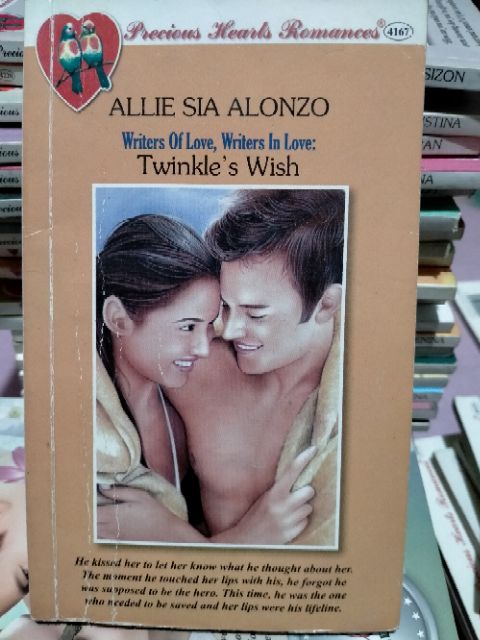 Precious Hearts Romances®
4167
ALLIE SIA ALONZO
Writers Of Love, Writers In Love:
Twinkle's Wish
He kissed her to let her know what he thought about her.
The moment he touched her lips with his, he forgot he
was supposed to be the hero. This time, he was the one
who needed to be saved and her lips were his lifeline.
SIZON